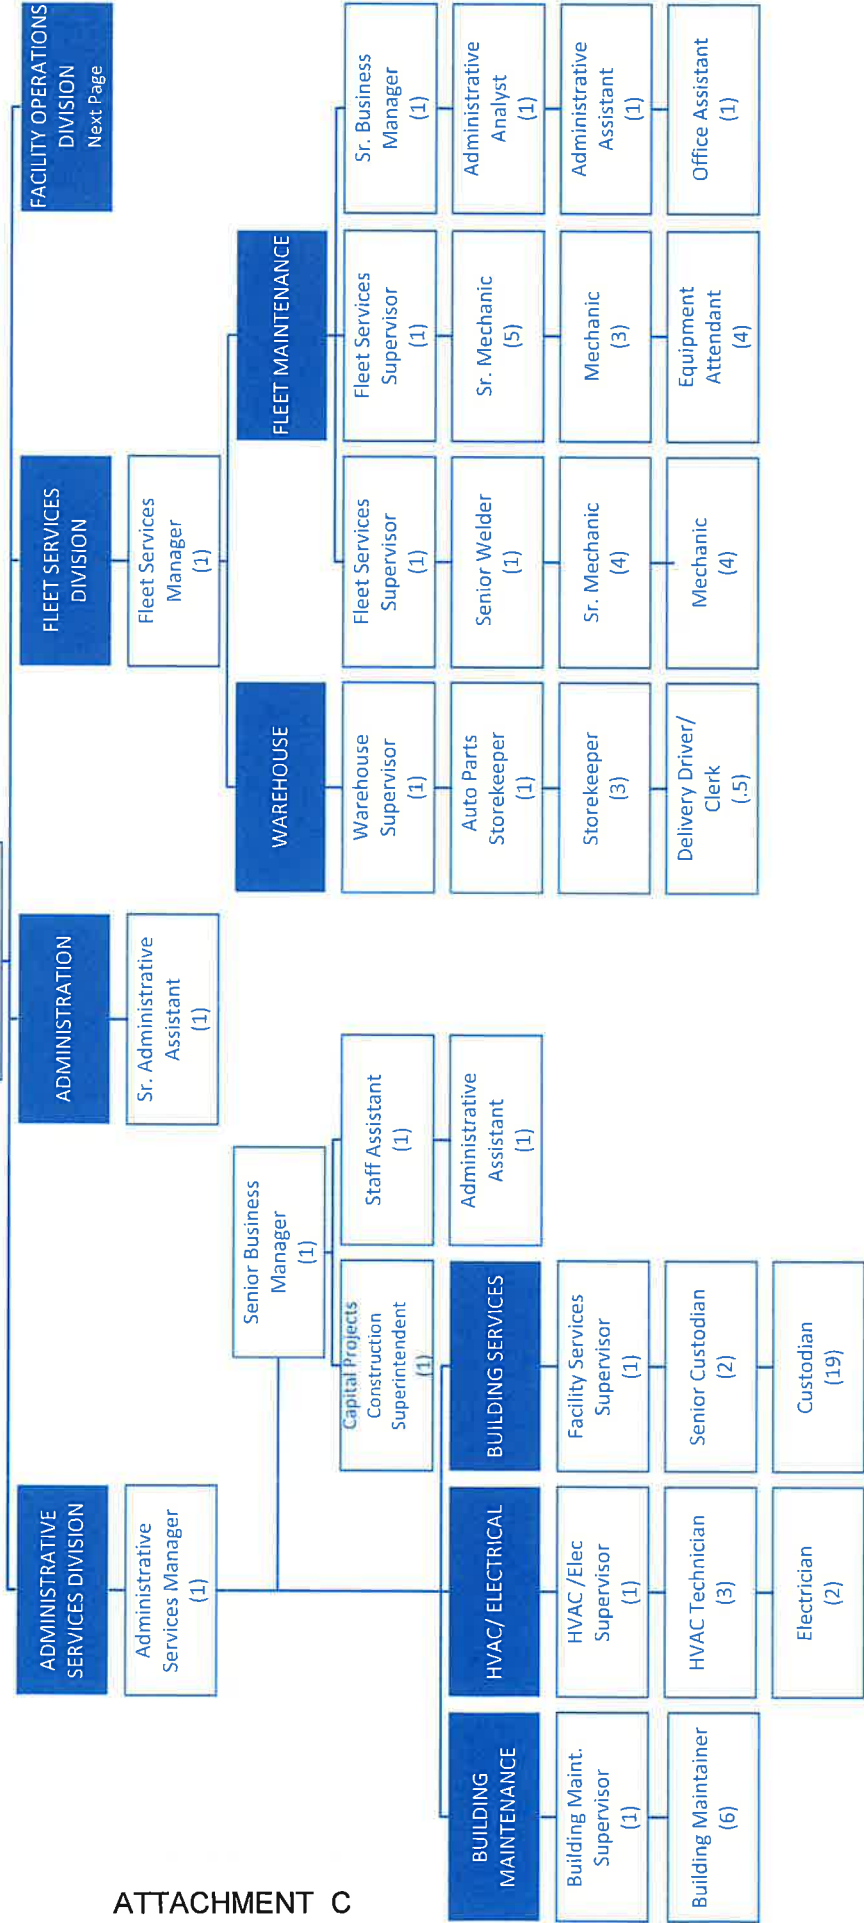 ATTACHMENT C
ADMINISTRATIVE
SERVICES DIVISION
Administrative
Services Manager
(1)
Senior Business
Manager
(1)
Capital Projects
Construction
Superintendent
(1)
Staff Assistant
(1)
Administrative
Assistant
(1)
BUILDING
MAINTENANCE
Building Maint.
Supervisor
(1)
Building Maintainer
(6)
HVAC/ ELECTRICAL
HVAC /Elec
Supervisor
(1)
HVAC Technician
(3)
Electrician
(2)
BUILDING SERVICES
Facility Services
Supervisor
(1)
Senior Custodian
(2)
Custodian
(19)
ADMINISTRATION
Sr. Administrative
Assistant
(1)
FLEET SERVICES
DIVISION
Fleet Services
Manager
(1)
WAREHOUSE
Warehouse
Supervisor
(1)
Auto Parts
Storekeeper
(1)
Storekeeper
(3)
Delivery Driver/
Clerk
(.5)
FLEET MAINTENANCE
Fleet Services
Supervisor
(1)
Senior Welder
(1)
Sr. Mechanic
(4)
Mechanic
(4)
Fleet Services
Supervisor
(1)
Sr. Mechanic
(5)
Mechanic
(3)
Equipment
Attendant
(4)
Sr. Business
Manager
(1)
Administrative
Analyst
(1)
Administrative
Assistant
(1)
Office Assistant
(1)
FACILITY OPERATIONS
DIVISION
Next Page